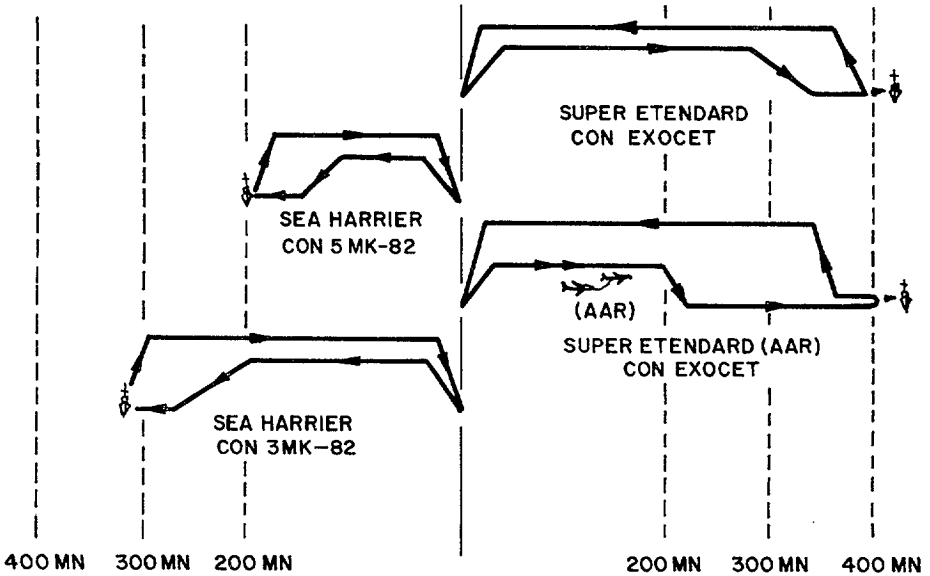 SUPER ETENDARD
CON EXOCET
SEA HARRIER
CON 5 MK-82
(AAR)
SUPER ETENDARD (AAR)
CON EXOCET
SEA HARRIER
CON 3MK-82
400 MN 300 MN 200 MN 200 MN 300 MN 400 MN